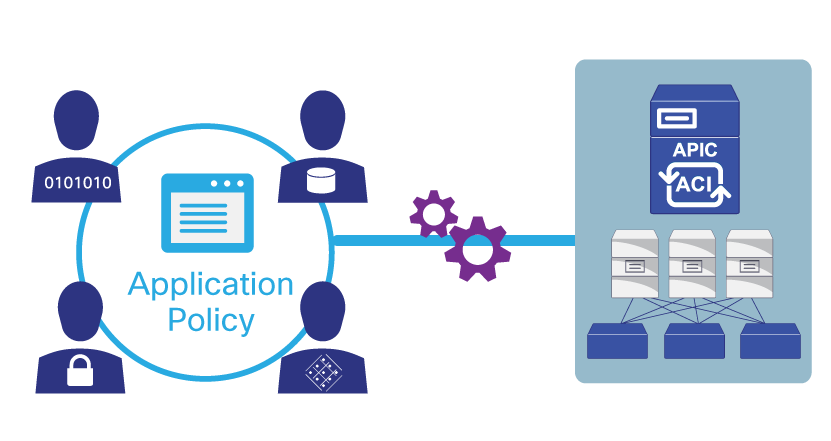 0101010
Application
Policy
APIC
ACI